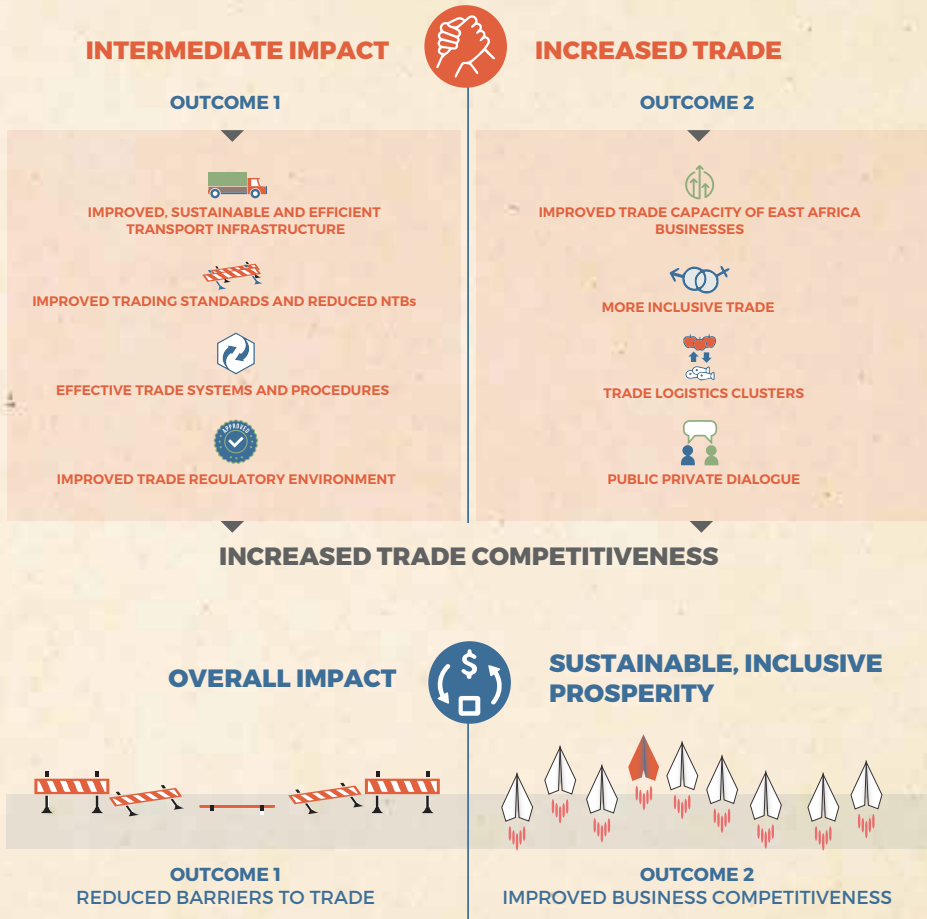 INTERMEDIATE IMPACT
INCREASED TRADE
OUTCOME 1
IMPROVED, SUSTAINABLE AND EFFICIENT
TRANSPORT INFRASTRUCTURE
IMPROVED TRADING STANDARDS AND REDUCED NTBs
EFFECTIVE TRADE SYSTEMS AND PROCEDURES
APPROVED
IMPROVED TRADE REGULATORY ENVIRONMENT
OUTCOME 2
IMPROVED TRADE CAPACITY OF EAST AFRICA
BUSINESSES
MORE INCLUSIVE TRADE
TRADE LOGISTICS CLUSTERS
PUBLIC PRIVATE DIALOGUE
INCREASED TRADE COMPETITIVENESS
OVERALL IMPACT
$
SUSTAINABLE, INCLUSIVE
PROSPERITY
OUTCOME 1
REDUCED BARRIERS TO TRADE
OUTCOME 2
IMPROVED BUSINESS COMPETITIVENESS